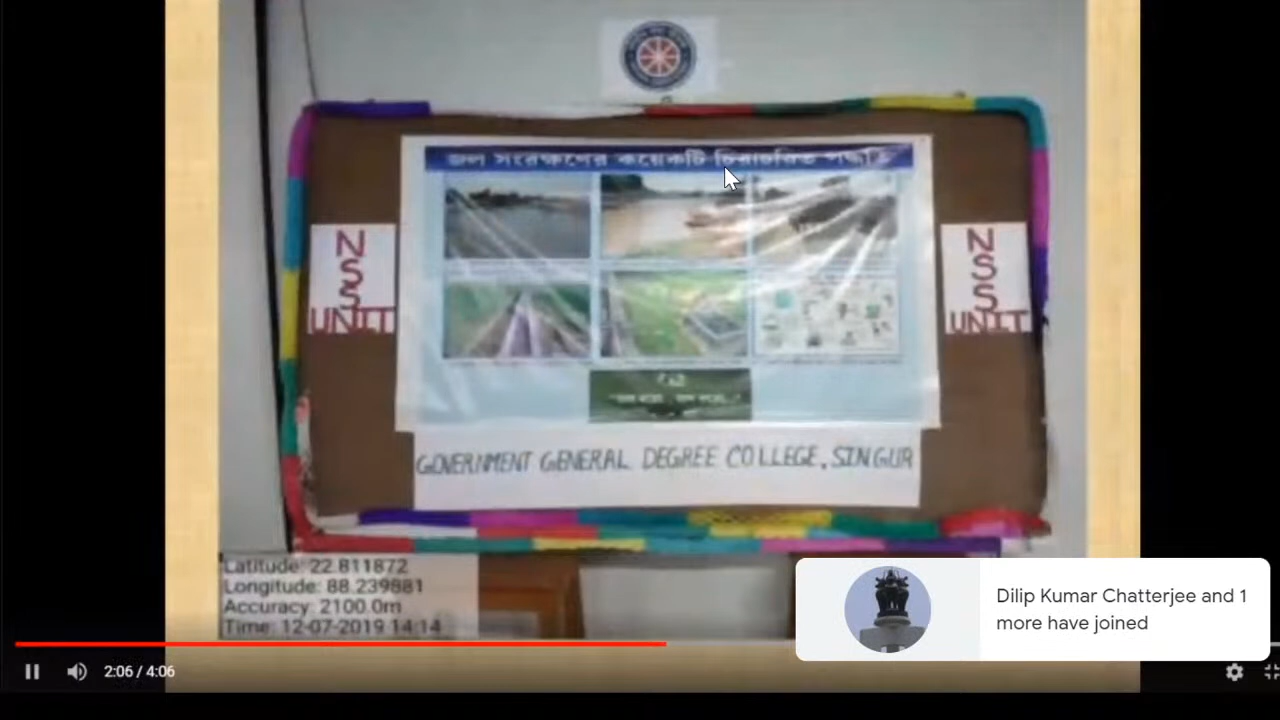 জল সংরক্ষণের কয়েকটি চিরাচরিত পদ্ধতি
N
S
S
UNIT
N
S
S
UNIT
GOVERNMENT GENERAL DEGREE COLLEGE, SINGUR
Latitude: 22.811872
Longitude: 88.239881
Accuracy: 2100.0m
Time: 12-07-2019 14:14
Dilip Kumar Chatterjee and 1
more have joined
2:06 / 4:06